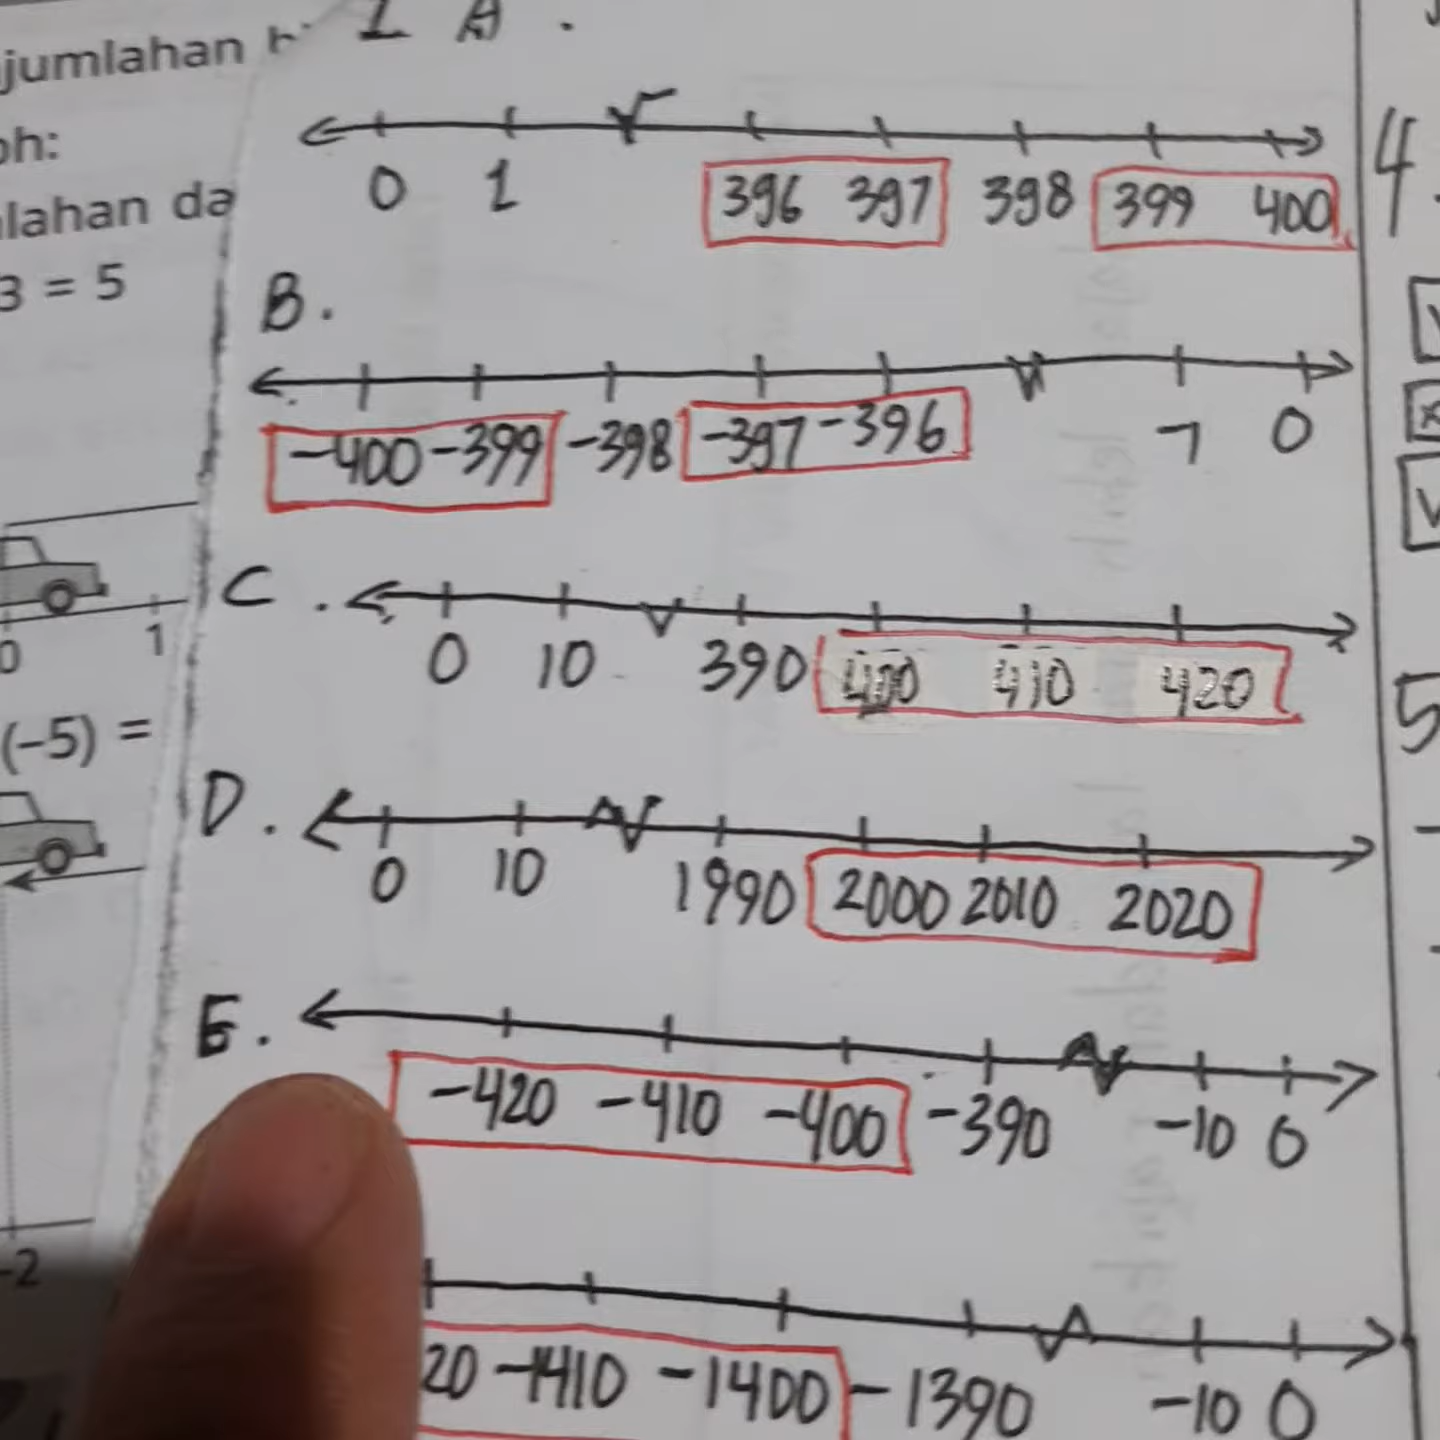 1 A .
jumlahan
oh:
lahan da
3 = 5
0 1 396 397 398 399 400
4
B.
-400 -399 -398 -397 -396 -1 0
C.
0 10 390 400 410 420
0 1
5
(-5) =
D.
0 10 1990 2000 2010 2020
E.
-420 -410 -400 -390 -10 0
-2
20 -1410 -1400 -1390 -10 0